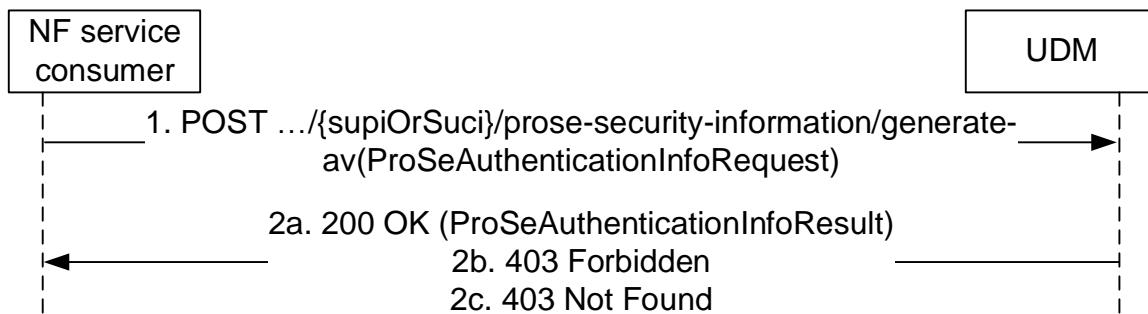 NF service
consumer
UDM
1. POST …/{supiOrSuci}/prose-security-information/generate-
av(ProSeAuthenticationInfoRequest)
2a. 200 OK (ProSeAuthenticationInfoResult)
2b. 403 Forbidden
2c. 403 Not Found